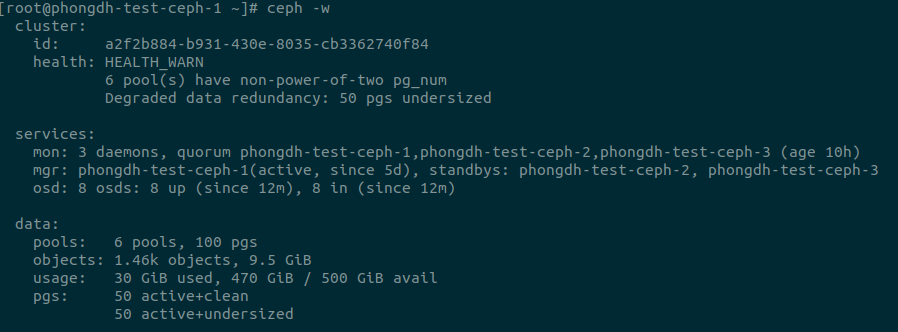 [root@phongdh-test-ceph-1 ~]# ceph -w
cluster:
id: a2f2b884-b931-430e-8035-cb3362740f84
health: HEALTH_WARN
6 pool(s) have non-power-of-two pg_num
Degraded data redundancy: 50 pgs undersized
services:
mon: 3 daemons, quorum phongdh-test-ceph-1,phongdh-test-ceph-2,phongdh-test-ceph-3 (age 10h)
mgr: phongdh-test-ceph-1(active, since 5d), standbys: phongdh-test-ceph-2, phongdh-test-ceph-3
osd: 8 osds: 8 up (since 12m), 8 in (since 12m)
data:
pools: 6 pools, 100 pgs
objects: 1.46k objects, 9.5 GiB
usage: 30 GiB used, 470 GiB / 500 GiB avail
pgs: 50 active+clean
50 active+undersized